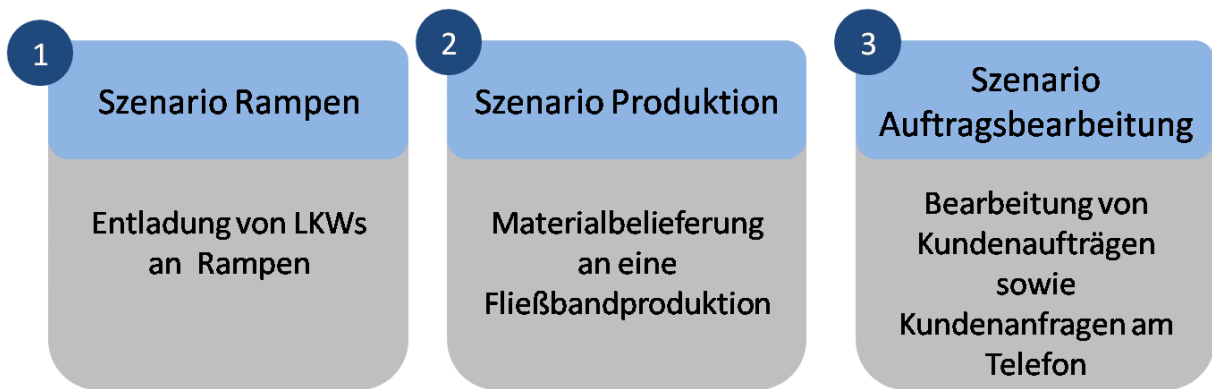 1
Szenario Rampen
Entladung von LKWs
an Rampen
2
Szenario Produktion
Materialbelieferung
an eine
Fließbandproduktion
3
Szenario
Auftragsbearbeitung
Bearbeitung von
Kundenaufträgen
sowie
Kundenanfragen am
Telefon